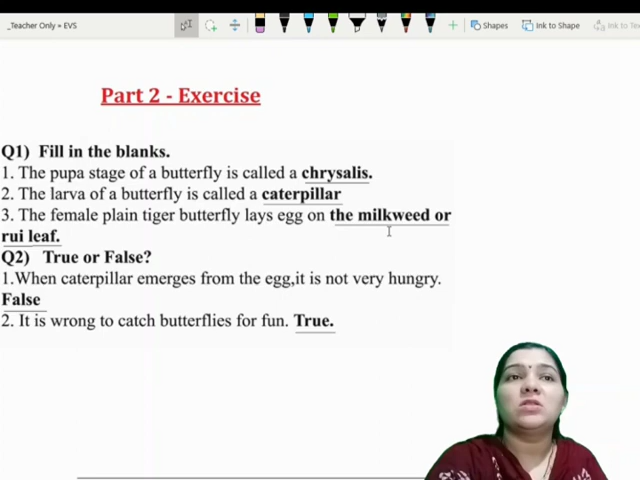 _Teacher Only » EVS
Shapes
Ink to Shape
Ink to Te
Part 2 - Exercise
Q1) Fill in the blanks.
1. The pupa stage of a butterfly is called a chrysalis.
2. The larva of a butterfly is called a caterpillar
3. The female plain tiger butterfly lays egg on the milkweed or
rui leaf.
Q2) True or False?
1.When caterpillar emerges from the egg,it is not very hungry.
False
2. It is wrong to catch butterflies for fun. True.